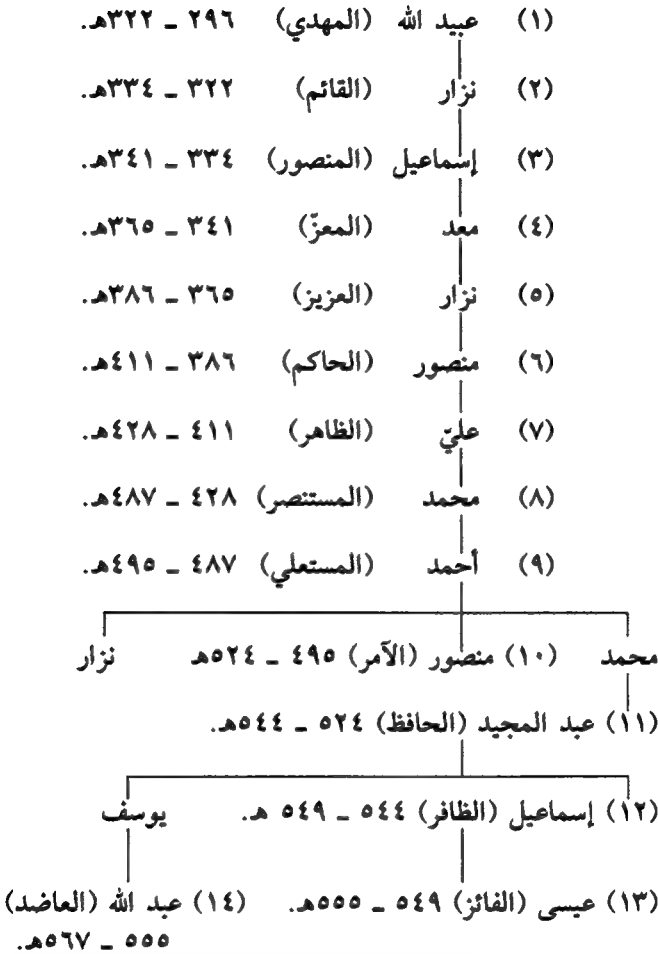 (١) عبيد الله (المهدي) ٢٩٦ ـ ٣٢٢هـ.
(٢) نزار (القائم) ٣٢٢ ـ ٣٣٤هـ.
(٣) إسماعيل (المنصور) ٣٣٤ ـ ٣٤١هـ.
(٤) معد (المعزّ) ٣٤١ ـ ٣٦٥هـ.
(٥) نزار (العزيز) ٣٦٥ ـ ٣٨٦هـ.
(٦) منصور (الحاكم) ٣٨٦ ـ ٤١١هـ.
(٧) عليّ (الظاهر) ٤١١ ـ ٤٢٨هـ.
(٨) محمد (المستنصر) ٤٢٨ ـ ٤٨٧هـ.
(٩) أحمد (المستعلي) ٤٨٧ ـ ٤٩٥هـ.
محمد (١٠) منصور (الآمر) ٤٩٥ ـ ٥٢٤هـ نزار
(١١) عبد المجيد (الحافظ) ٥٢٤ ـ ٥٤٤هـ.
(١٢) إسماعيل (الظافر) ٥٤٤ ـ ٥٤٩ هـ. يوسف
(١٣) عيسى (الفائز) ٥٤٩ ـ ٥٥٥هـ. (١٤) عبد الله (العاضد)
٥٥٥ ـ ٥٦٧هـ.